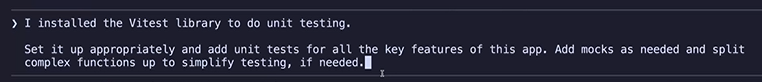 ❯ I installed the Vitest library to do unit testing.
Set it up appropriately and add unit tests for all the key features of this app. Add mocks as needed and split
complex functions up to simplify testing, if needed.